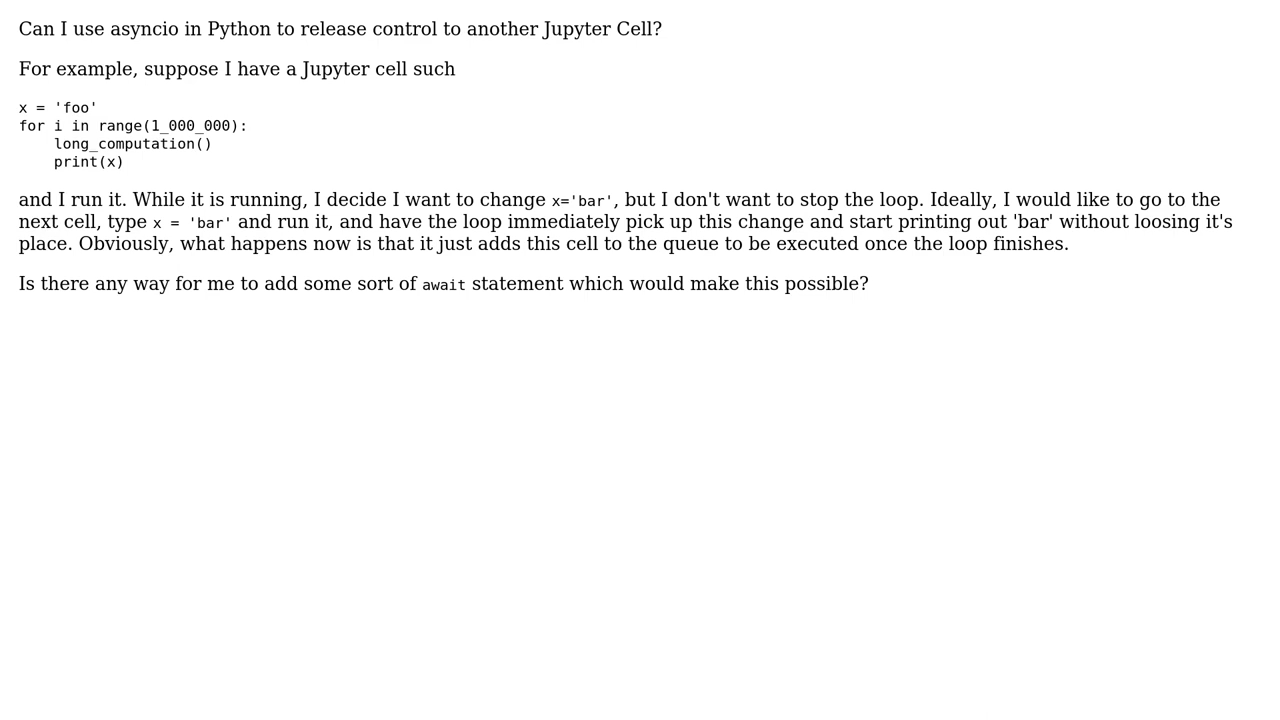 Can I use asyncio in Python to release control to another Jupyter Cell?
For example, suppose I have a Jupyter cell such
x = 'foo'
for i in range(1_000_000):
    long_computation()
    print(x)
and I run it. While it is running, I decide I want to change x='bar', but I don't want to stop the loop. Ideally, I would like to go to the
next cell, type x = 'bar' and run it, and have the loop immediately pick up this change and start printing out 'bar' without loosing it's
place. Obviously, what happens now is that it just adds this cell to the queue to be executed once the loop finishes.
Is there any way for me to add some sort of await statement which would make this possible?